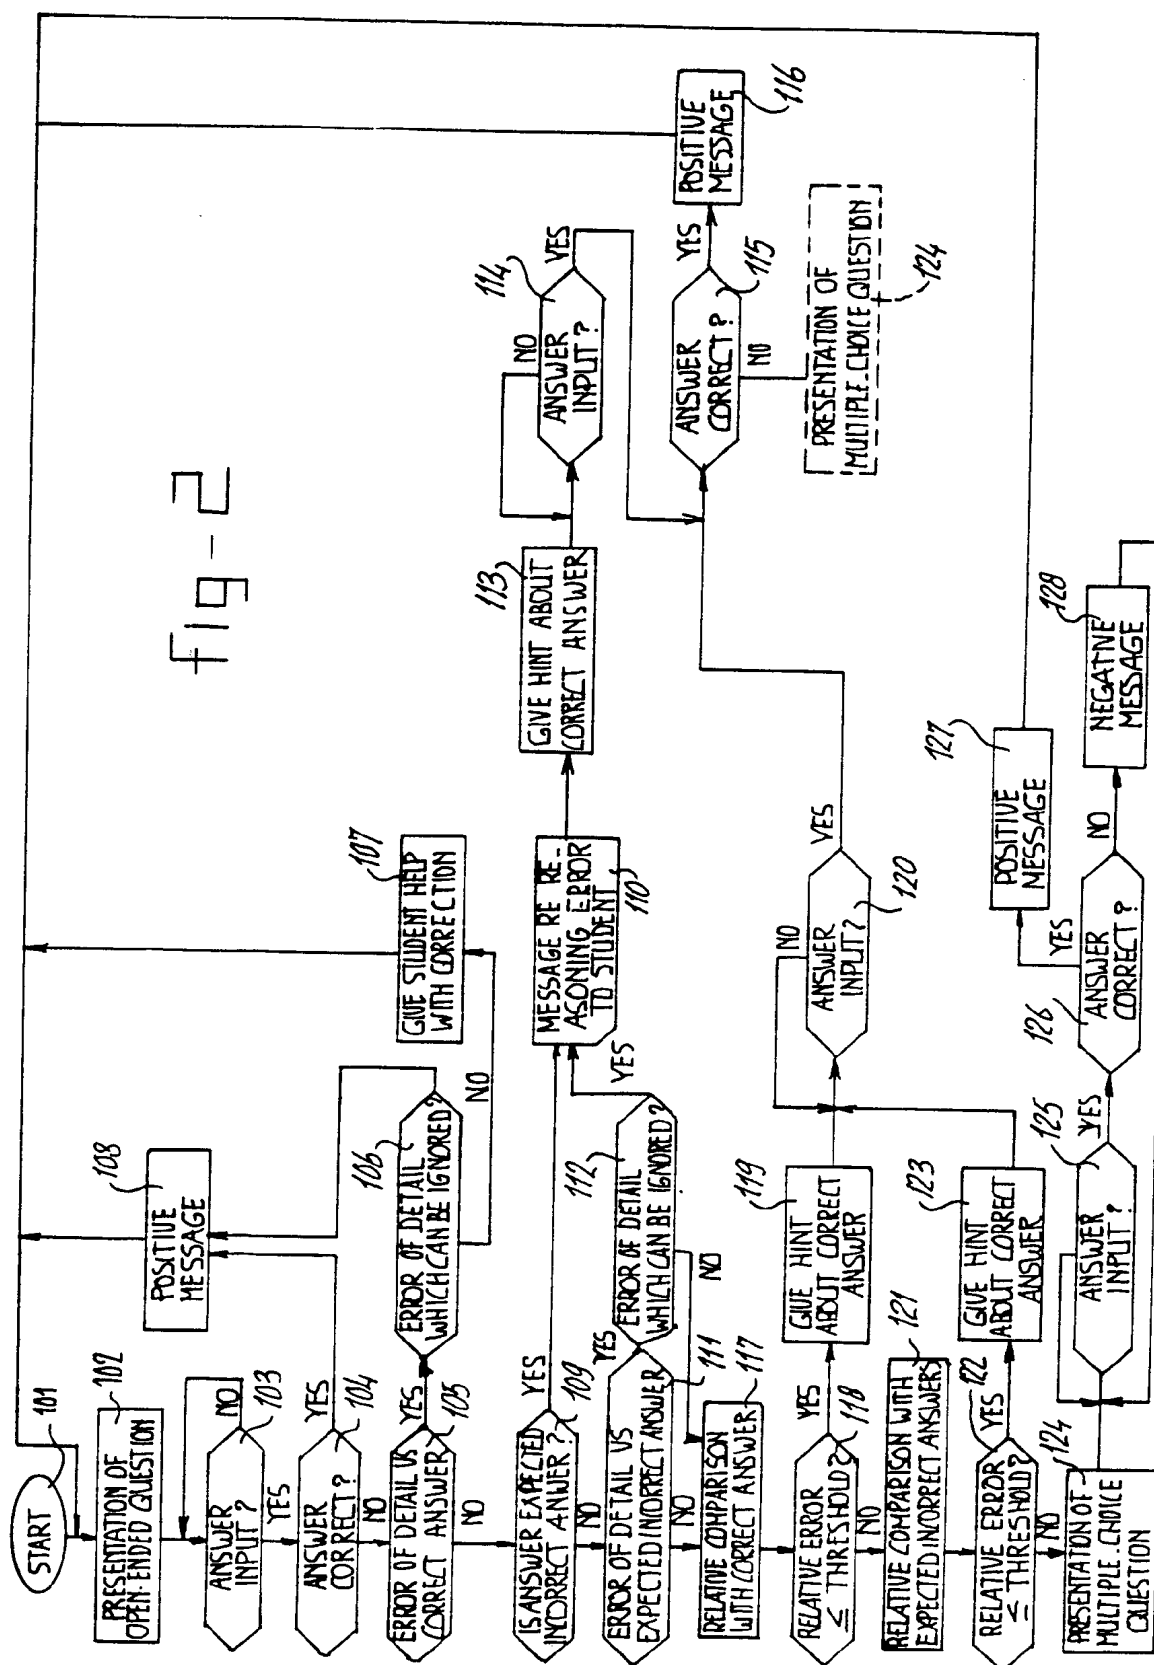 fig-2
START
101
PRESENTATION OF
OPEN-ENDED QUESTION
102
ANSWER
INPUT?
103
NO
YES
ANSWER
CORRECT?
104
YES
NO
ERROR OF DETAIL VS
CORRECT ANSWER
105
YES
NO
ERROR OF DETAIL
WHICH CAN BE IGNORED?
106
NO
GIVE STUDENT HELP
WITH CORRECTION
107
POSITIVE
MESSAGE
108
IS ANSWER EXPECTED
INCORRECT ANWER?
109
YES
NO
MESSAGE RE RE-
ASONING ERROR
TO STUDENT
110
ERROR OF DETAIL VS
EXPECTED INCORRECT ANSWER
111
YES
NO
ERROR OF DETAIL
WHICH CAN BE IGNORED?
112
YES
NO
GIVE HINT ABOUT
CORRECT ANSWER
113
ANSWER
INPUT?
114
NO
YES
ANSWER
CORRECT?
115
YES
NO
POSITIVE
MESSAGE
116
PRESENTATION OF
MULTIPLE-CHOICE QUESTION
124
RELATIVE COMPARISON
WITH CORRECT ANSWER
117
RELATIVE ERROR
≤ THRESHOLD?
118
YES
NO
GIVE HINT
ABOUT CORRECT
ANSWER
119
ANSWER
INPUT?
120
NO
YES
RELATIVE COMPARISON WITH
EXPECTED INCORRECT ANSWERS
121
RELATIVE ERROR
≤ THRESHOLD?
122
YES
NO
GIVE HINT
ABOUT CORRECT
ANSWER
123
PRESENTATION OF
MULTIPLE-CHOICE
QUESTION
124
ANSWER
INPUT?
125
YES
ANSWER
CORRECT?
126
YES
NO
POSITIVE
MESSAGE
127
NEGATIVE
MESSAGE
128